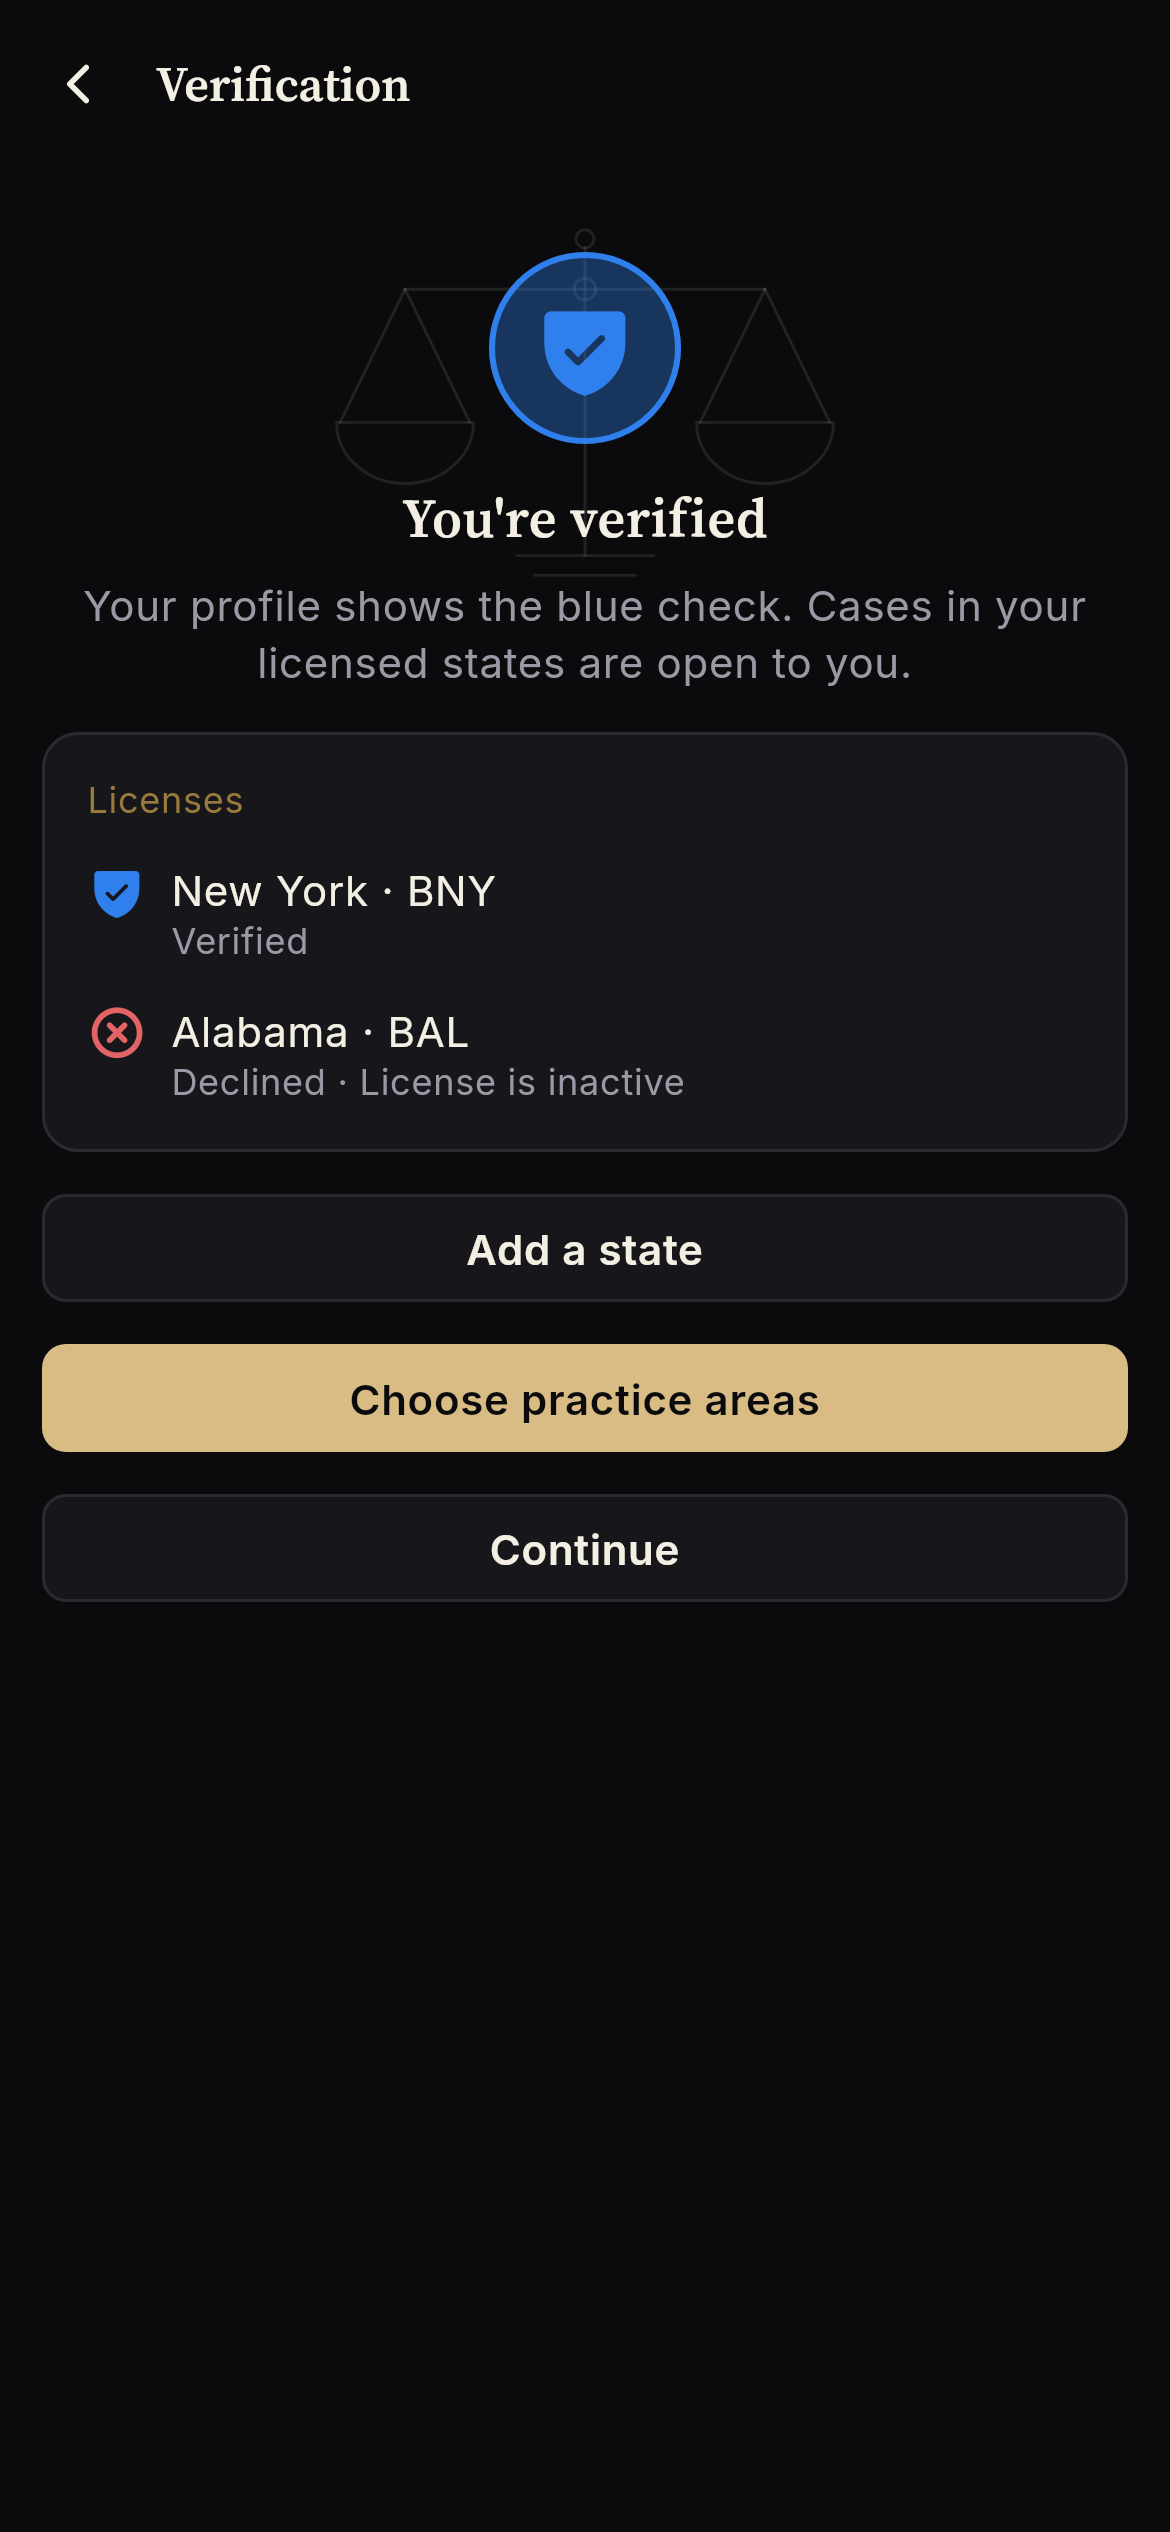 Verification
You're verified
Your profile shows the blue check. Cases in your
licensed states are open to you.
Licenses
New York · BNY
Verified
Alabama · BAL
Declined · License is inactive
Add a state
Choose practice areas
Continue